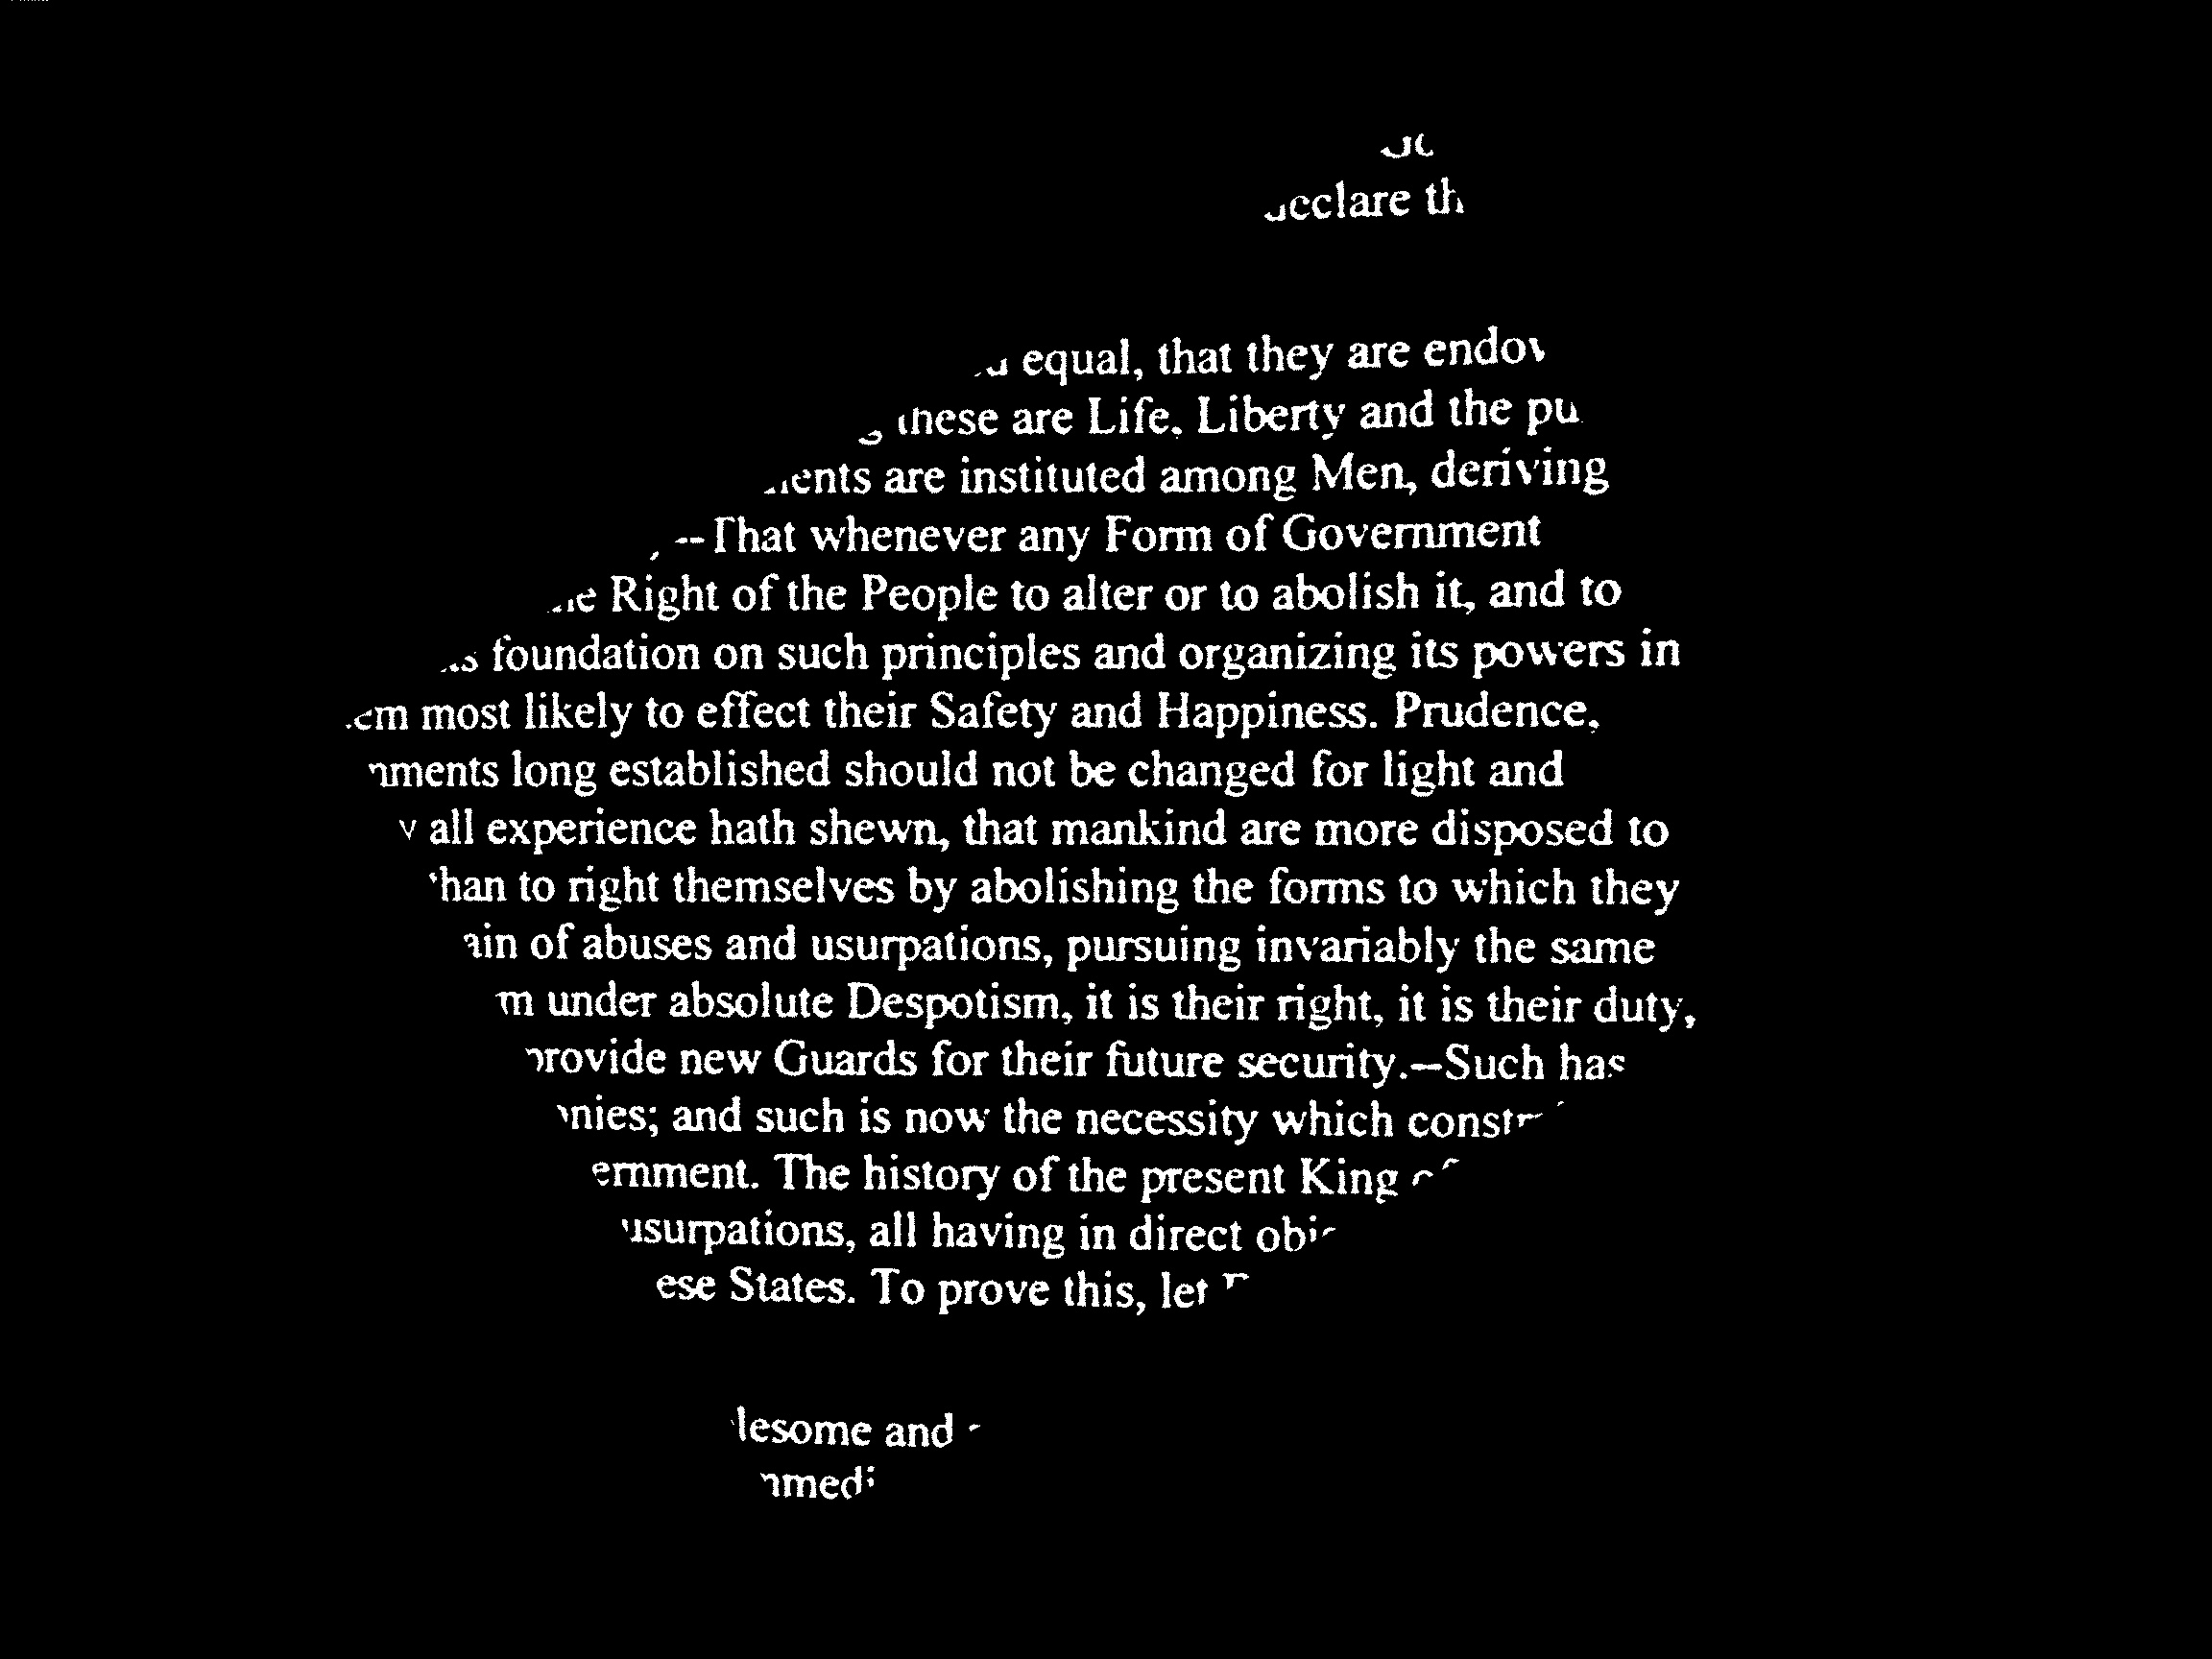 declare
equal, that they are
these are Life, Liberty and the
are instituted among Men, deriving
--That whenever any Form of Government
Right of the People to alter or to abolish it, and to
foundation on such principles and organizing its powers in
most likely to effect their Safety and Happiness. Prudence,
long established should not be changed for light and
all experience hath shewn, that mankind are more disposed to
than to right themselves by abolishing the forms to which they
of abuses and usurpations, pursuing invariably the same
under absolute Despotism, it is their right, it is their duty,
provide new Guards for their future security.—Such has
; and such is now the necessity which
ernment. The history of the present King
usurpations, all having in direct
ese States. To prove this, let
lesome and